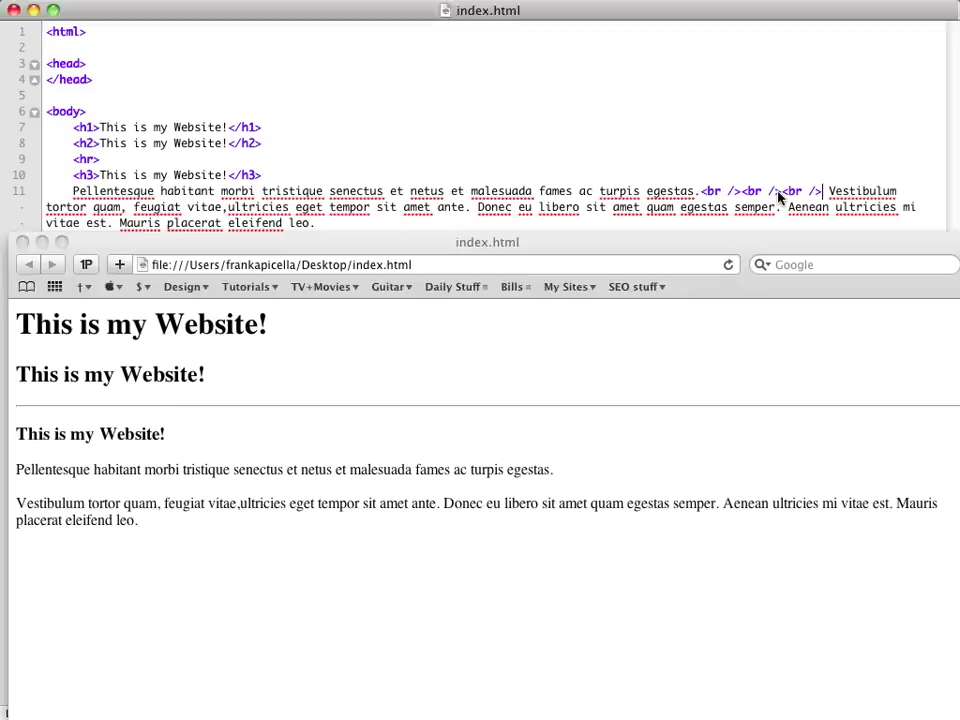 index.html
1 <html>
2
3 <head>
4 </head>
5
6 <body>
7 <h1>This is my Website!</h1>
8 <h2>This is my Website!</h2>
9 <hr>
10 <h3>This is my Website!</h3>
11 Pellentesque habitant morbi tristique senectus et netus et malesuada fames ac turpis egestas.<br /><br /><br /> Vestibulum
tortor quam, feugiat vitae,ultricies eget tempor sit amet ante. Donec eu libero sit amet quam egestas semper. Aenean ultricies mi
vitae est. Mauris placerat eleifend leo.
index.html
1P + file:///Users/frankapicella/Desktop/index.html Google
† $ Design Tutorials TV+Movies Guitar Daily Stuff Bills My Sites SEO stuff
This is my Website!
This is my Website!
This is my Website!
Pellentesque habitant morbi tristique senectus et netus et malesuada fames ac turpis egestas.
Vestibulum tortor quam, feugiat vitae,ultricies eget tempor sit amet ante. Donec eu libero sit amet quam egestas semper. Aenean ultricies mi vitae est. Mauris
placerat eleifend leo.